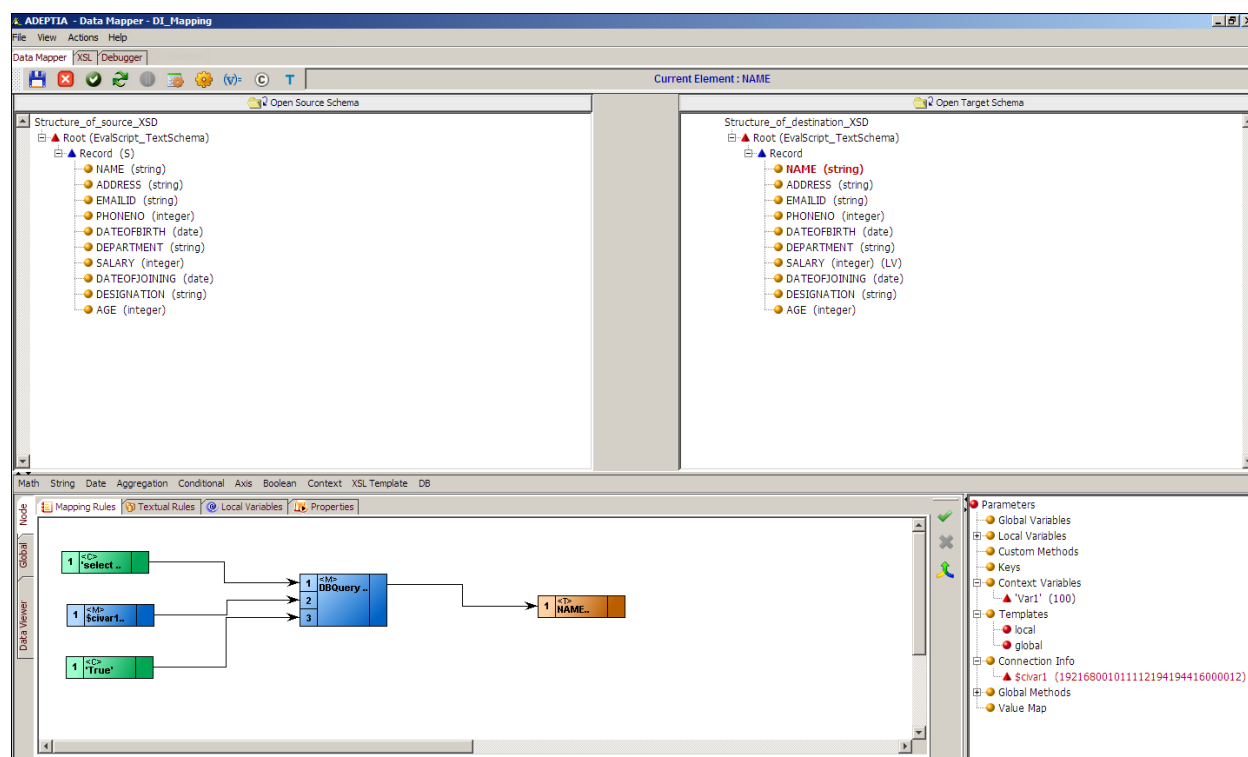 ADEPTIA - Data Mapper - DI_Mapping
File View Actions Help
Data Mapper XSL Debugger
(v)= © T Current Element : NAME
Open Source Schema
Structure_of_source_XSD
Root (EvalScript_TextSchema)
Record (S)
NAME (string)
ADDRESS (string)
EMAILID (string)
PHONENO (integer)
DATEOFBIRTH (date)
DEPARTMENT (string)
SALARY (integer)
DATEOFJOINING (date)
DESIGNATION (string)
AGE (integer)
Open Target Schema
Structure_of_destination_XSD
Root (EvalScript_TextSchema)
Record
NAME (string)
ADDRESS (string)
EMAILID (string)
PHONENO (integer)
DATEOFBIRTH (date)
DEPARTMENT (string)
SALARY (integer) (LV)
DATEOFJOINING (date)
DESIGNATION (string)
AGE (integer)
Math String Date Aggregation Conditional Axis Boolean Context XSL Template DB
Node
Global
Data Viewer
Mapping Rules Textual Rules Local Variables Properties
1 <C> 'select ..
1 <M> $civar1..
1 <C> 'True'
1 <M> DBQuery ..
2
3
1 <T> NAME..
Parameters
Global Variables
Local Variables
Custom Methods
Keys
Context Variables
'Var1' (100)
Templates
local
global
Connection Info
$civar1 (192168001011112194194416000012)
Global Methods
Value Map